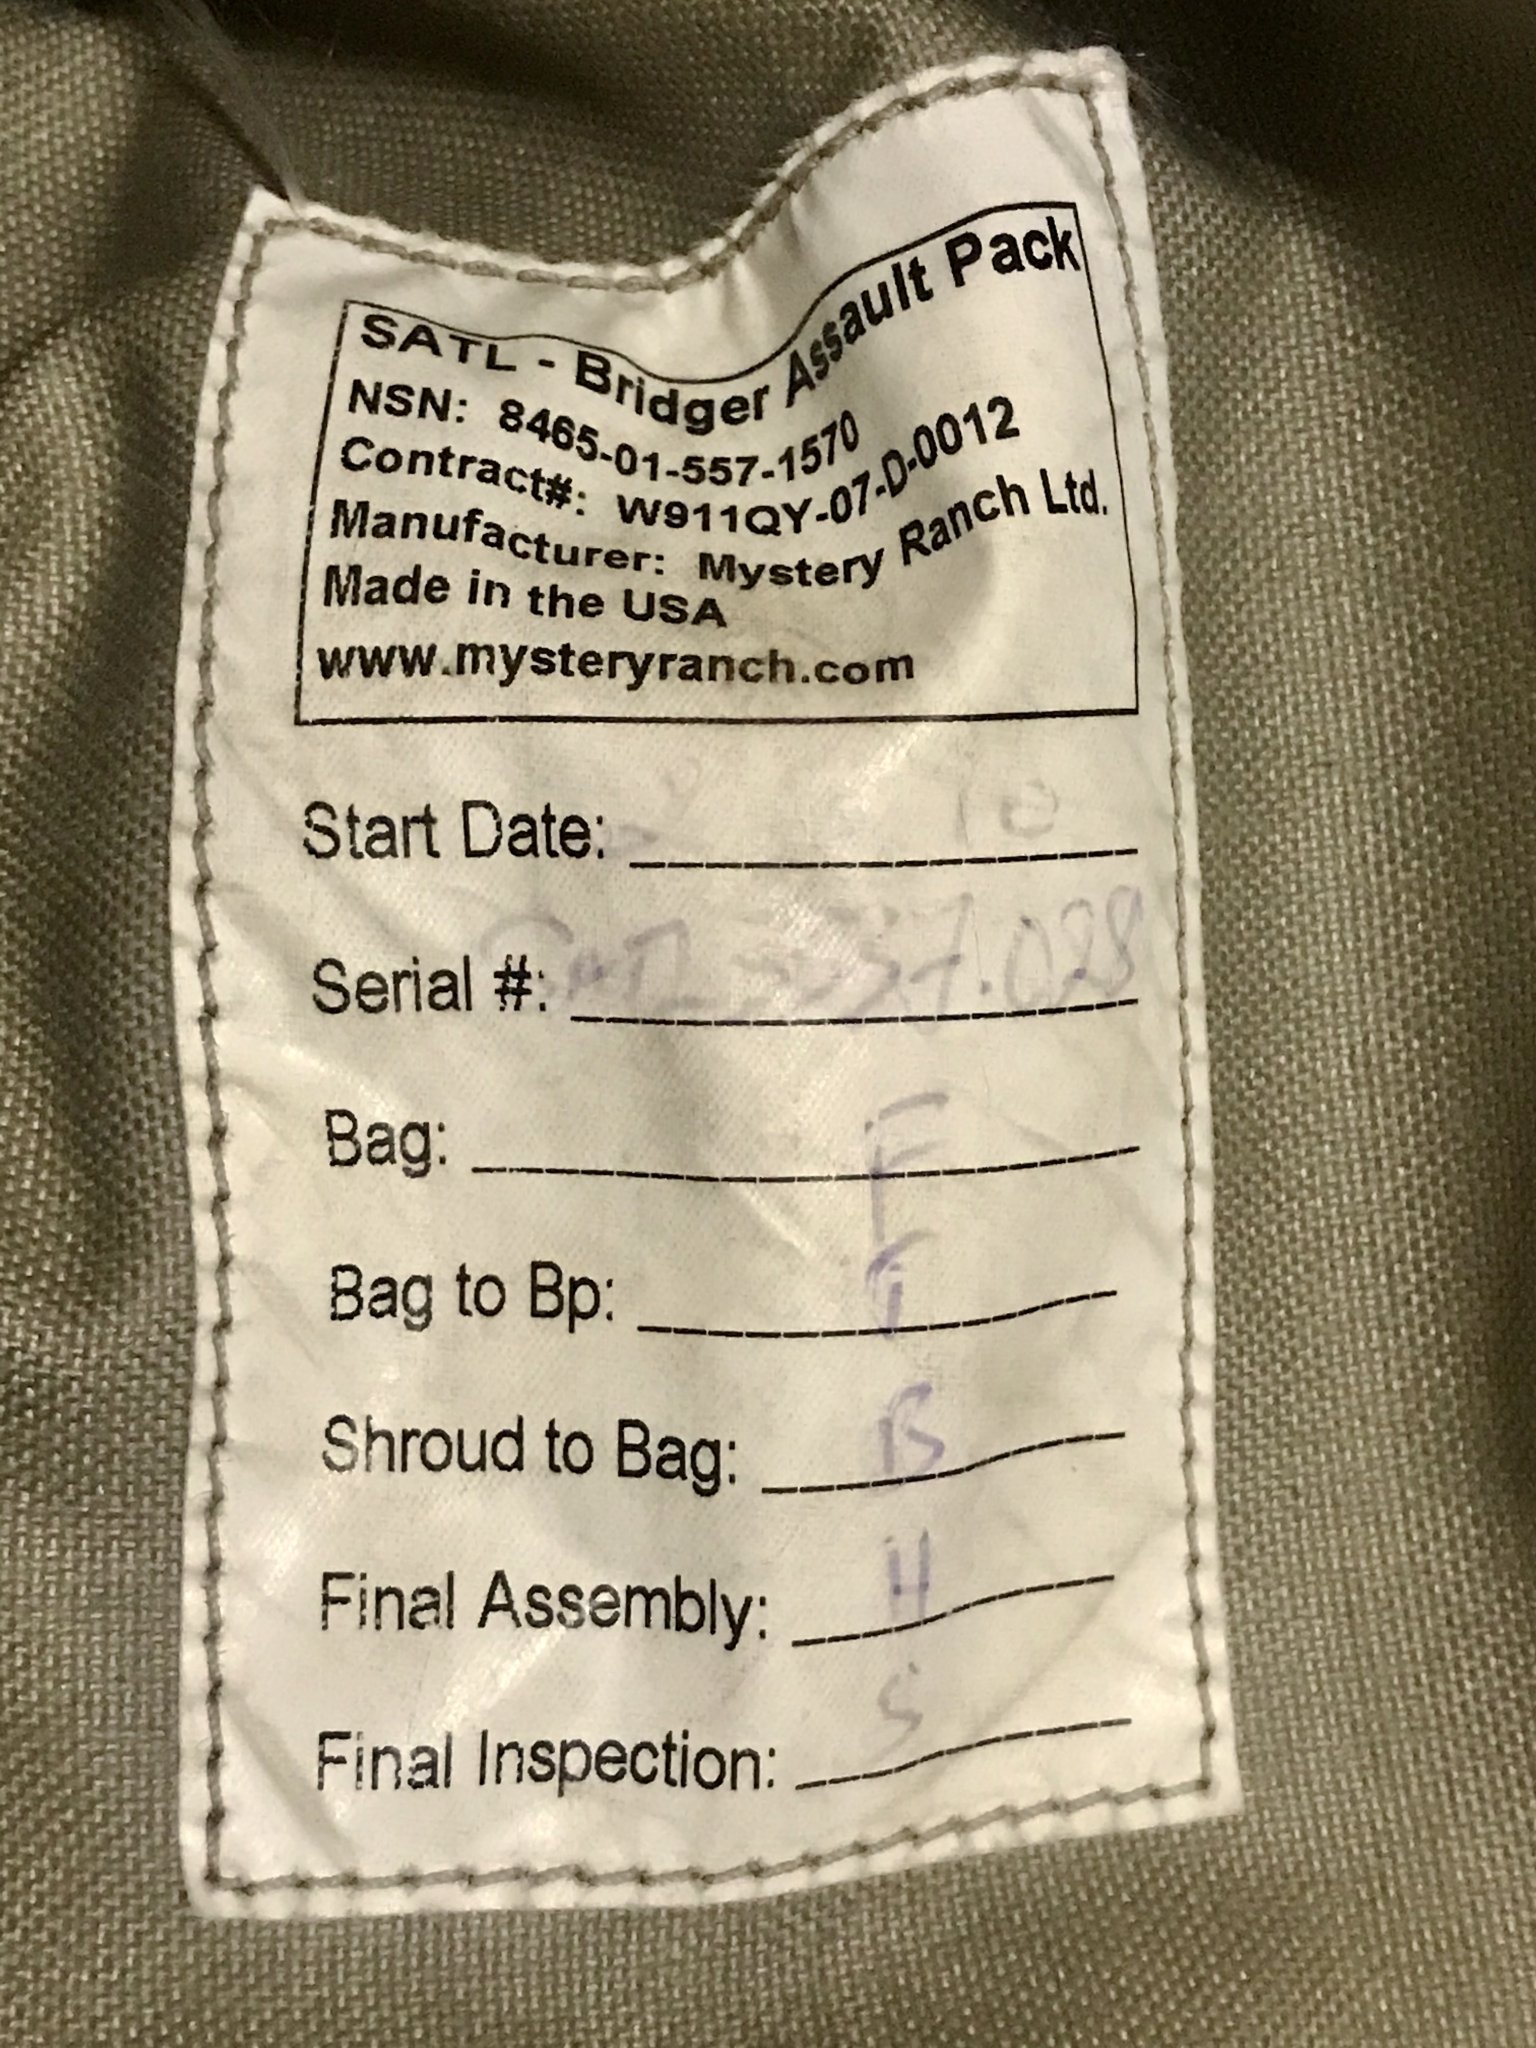 SATL - Bridger Assault Pack
NSN: 8465-01-557-1570
Contract#: W911QY-07-D-0012
Manufacturer: Mystery Ranch Ltd.
Made in the USA
www.mysteryranch.com
Start Date: 10
Serial #: SATL
Bag: F
Bag to Bp:
Shroud to Bag: B
Final Assembly: H
Final Inspection: S